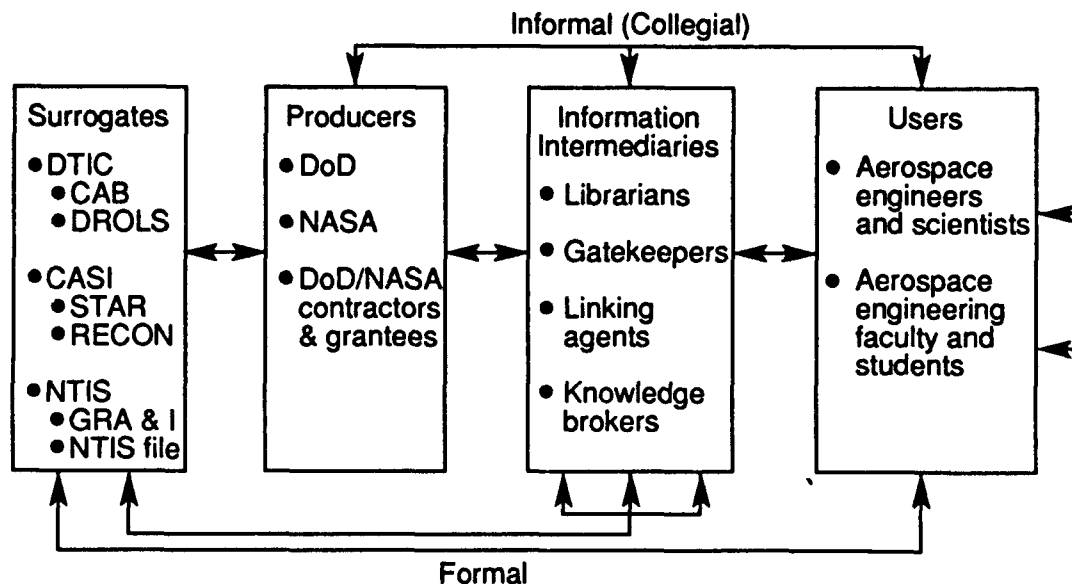 Informal (Collegial)
Surrogates
● DTIC
● CAB
● DROLS
● CASI
● STAR
● RECON
● NTIS
● GRA & I
● NTIS file
Producers
● DoD
● NASA
● DoD/NASA
contractors
& grantees
Information
Intermediaries
● Librarians
● Gatekeepers
● Linking
agents
● Knowledge
brokers
Users
● Aerospace
engineers
and scientists
● Aerospace
engineering
faculty and
students
Formal